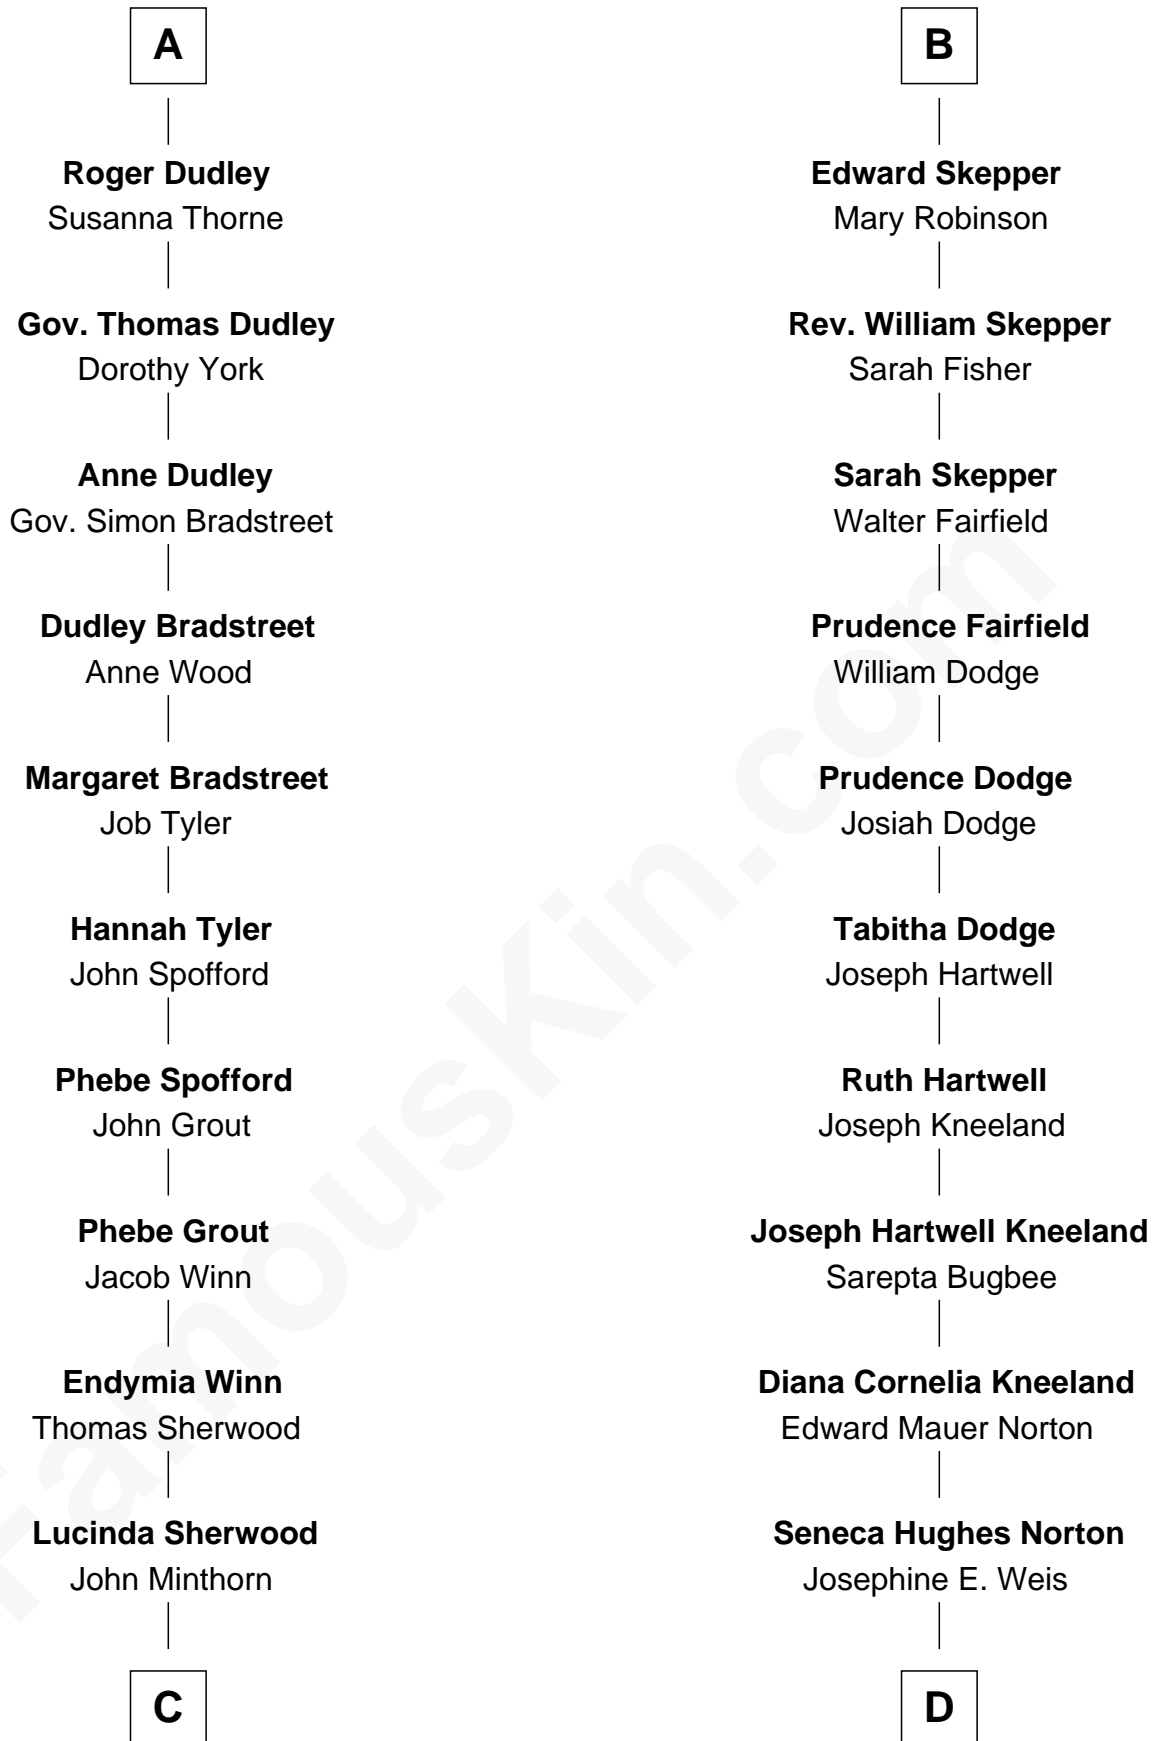 A
Roger Dudley
Susanna Thorne
Gov. Thomas Dudley
Dorothy York
Anne Dudley
Gov. Simon Bradstreet
Dudley Bradstreet
Anne Wood
Margaret Bradstreet
Job Tyler
Hannah Tyler
John Spofford
Phebe Spofford
John Grout
Phebe Grout
Jacob Winn
Endymia Winn
Thomas Sherwood
Lucinda Sherwood
John Minthorn
C
B
Edward Skepper
Mary Robinson
Rev. William Skepper
Sarah Fisher
Sarah Skepper
Walter Fairfield
Prudence Fairfield
William Dodge
Prudence Dodge
Josiah Dodge
Tabitha Dodge
Joseph Hartwell
Ruth Hartwell
Joseph Kneeland
Joseph Hartwell Kneeland
Sarepta Bugbee
Diana Cornelia Kneeland
Edward Mauer Norton
Seneca Hughes Norton
Josephine E. Weis
D
FamousKin.com